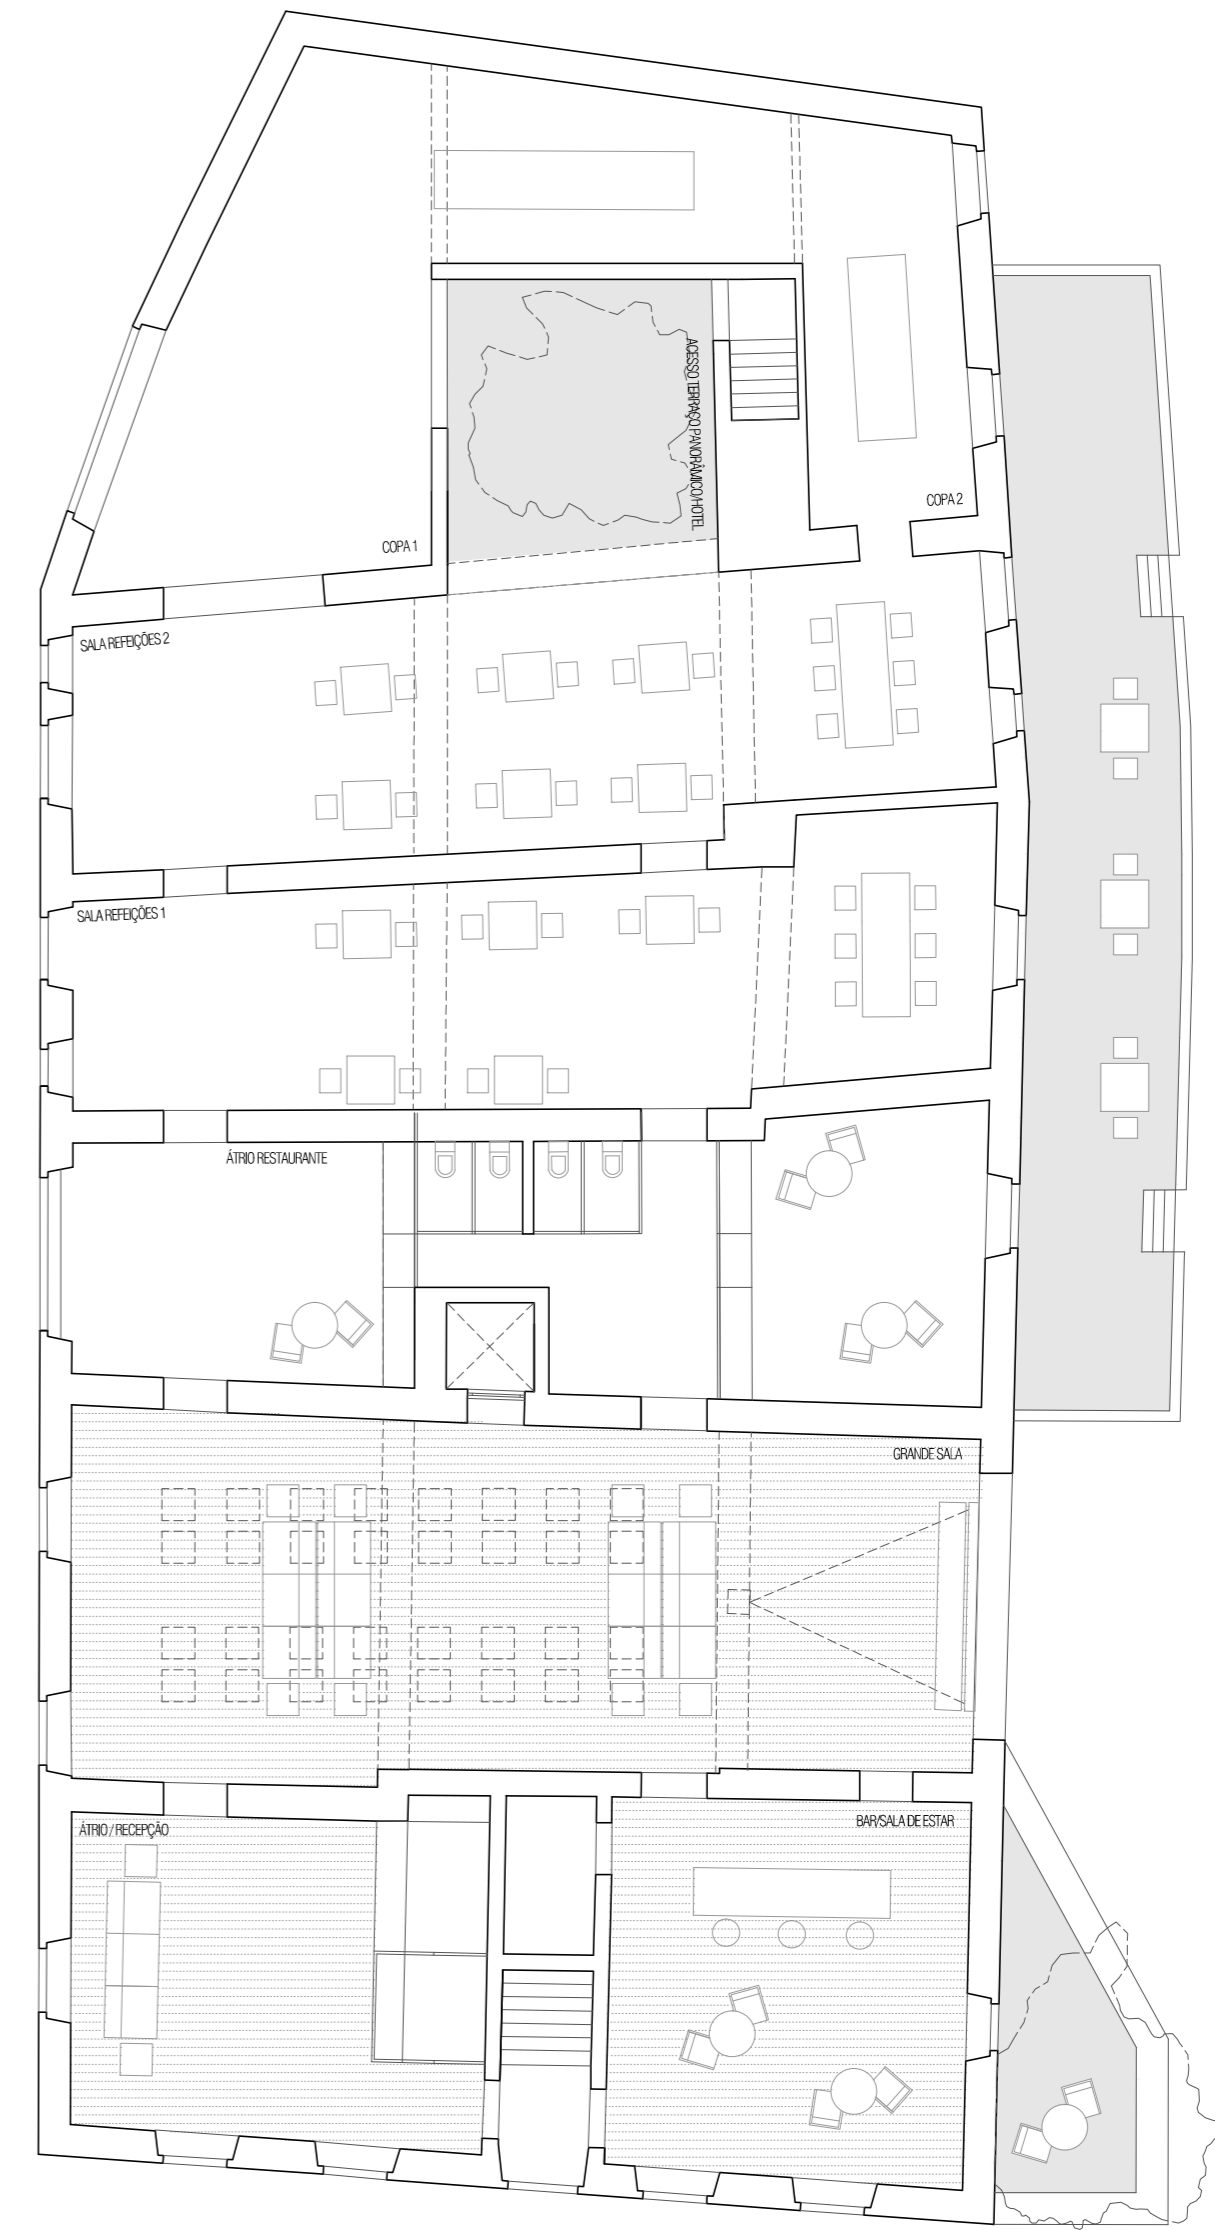 ACESSO TERRAÇO PANORÂMICO/HOTEL
COPA 2
COPA 1
SALA REFEIÇÕES 2
SALA REFEIÇÕES 1
ÁTRIO RESTAURANTE
GRANDE SALA
ÁTRIO / RECEPÇÃO
BAR/SALA DE ESTAR